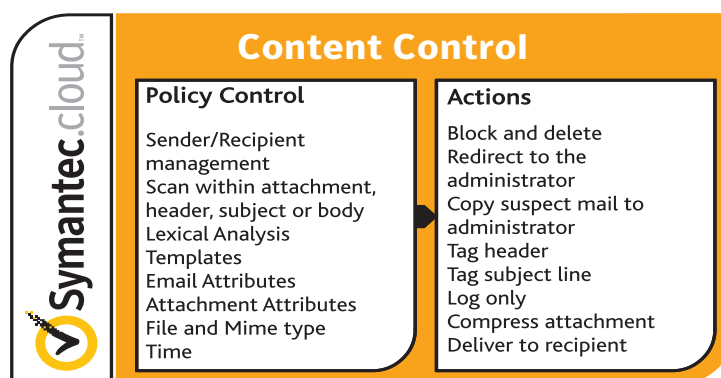 Symantec.cloud™
Content Control
Policy Control
Sender/Recipient
management
Scan within attachment,
header, subject or body
Lexical Analysis
Templates
Email Attributes
Attachment Attributes
File and Mime type
Time
Actions
Block and delete
Redirect to the
administrator
Copy suspect mail to
administrator
Tag header
Tag subject line
Log only
Compress attachment
Deliver to recipient